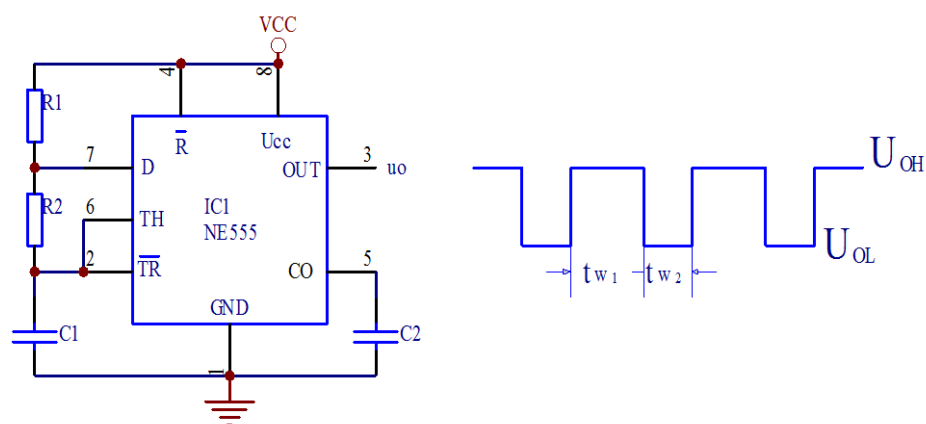 VCC
4
8
R1
R
Ucc
7
D
OUT
3
uo
R2
6
TH
IC1
NE555
2
TR
CO
5
GND
C1
C2
1
UOH
UOL
tw1
tw2